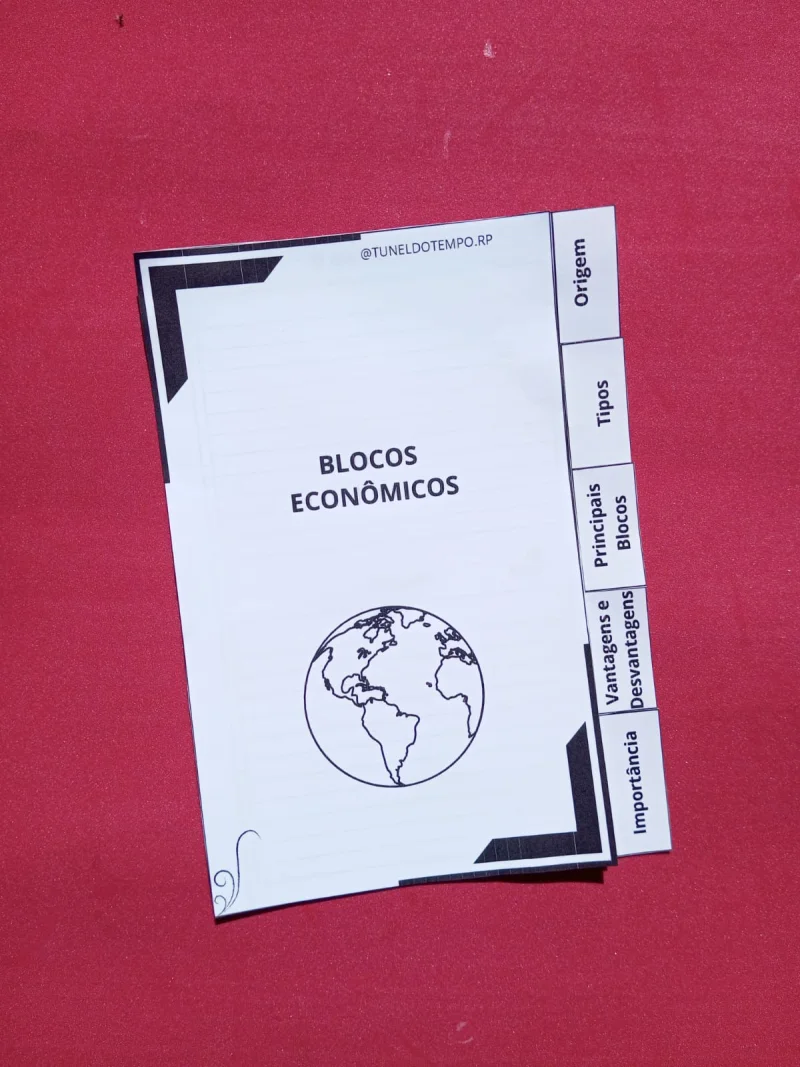 @TUNELDOTEMPO.RP
BLOCOS
ECONÔMICOS
Origem
Tipos
Principais
Blocos
Vantagens e
Desvantagens
Importância